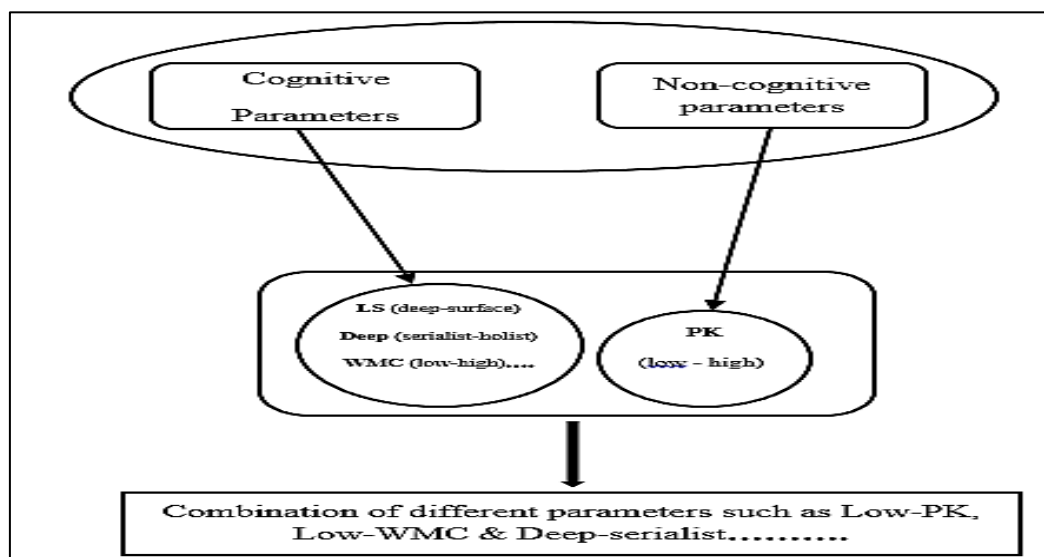 Cognitive
Parameters
Non-cognitive
parameters
LS (deep-surface)
Deep (serialist-holist)
WMC (low-high)....
PK
(low - high)
Combination of different parameters such as Low-PK,
Low-WMC & Deep-serialist..........